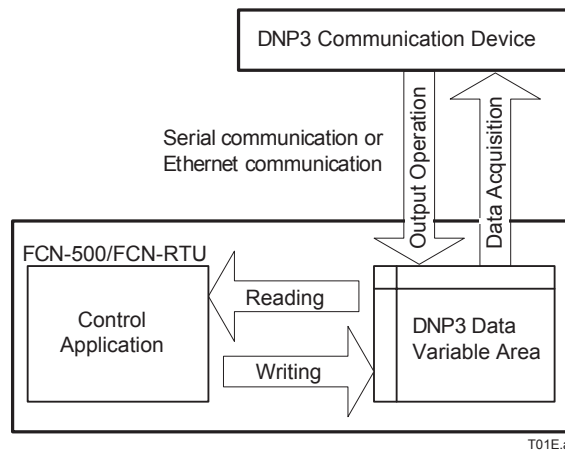 DNP3 Communication Device
Serial communication or
Ethernet communication
Output Operation
Data Acquisition
FCN-500/FCN-RTU
Control
Application
Reading
Writing
DNP3 Data
Variable Area